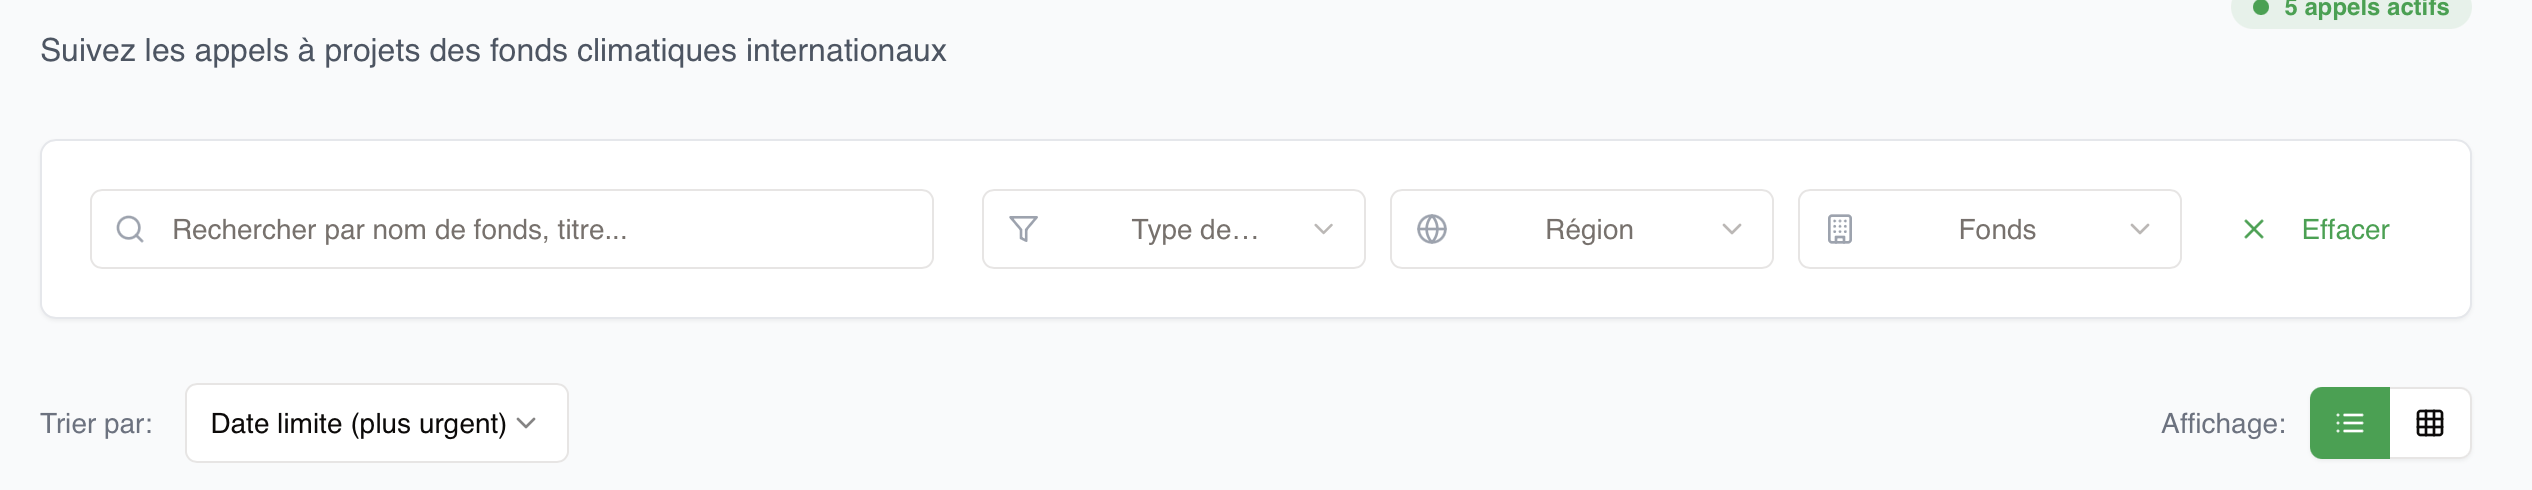 5 appels actifs
Suivez les appels à projets des fonds climatiques internationaux
Rechercher par nom de fonds, titre...
Type de…
Région
Fonds
Effacer
Trier par:
Date limite (plus urgent)
Affichage: